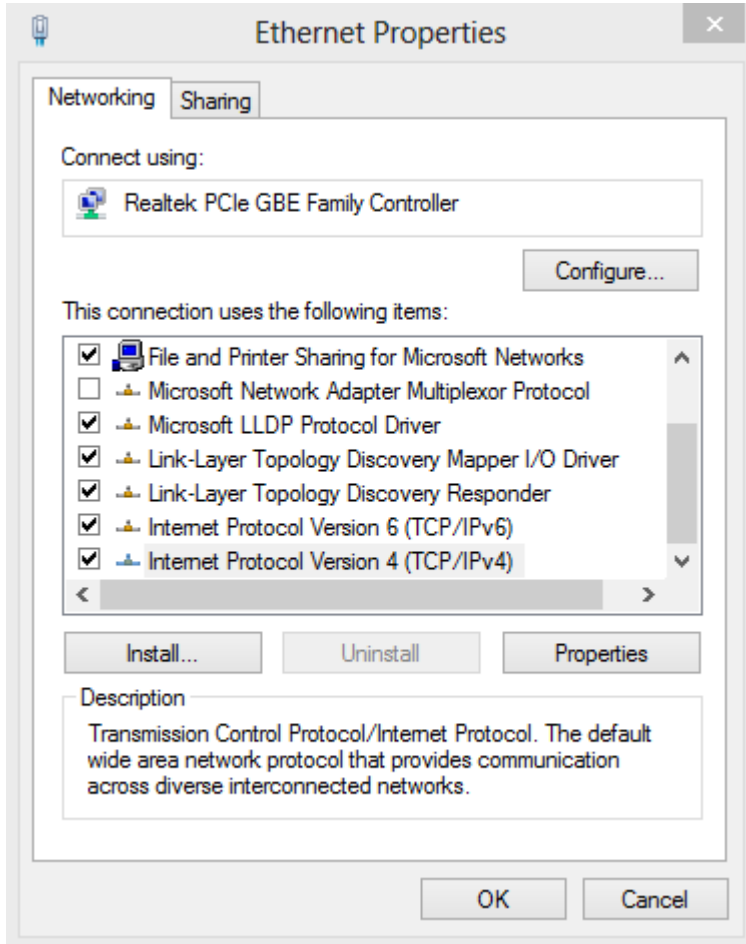 Ethernet Properties
Networking
Sharing
Connect using:
Realtek PCIe GBE Family Controller
Configure...
This connection uses the following items:
File and Printer Sharing for Microsoft Networks
Microsoft Network Adapter Multiplexor Protocol
Microsoft LLDP Protocol Driver
Link-Layer Topology Discovery Mapper I/O Driver
Link-Layer Topology Discovery Responder
Internet Protocol Version 6 (TCP/IPv6)
Internet Protocol Version 4 (TCP/IPv4)
Install...
Uninstall
Properties
Description
Transmission Control Protocol/Internet Protocol. The default
wide area network protocol that provides communication
across diverse interconnected networks.
OK
Cancel